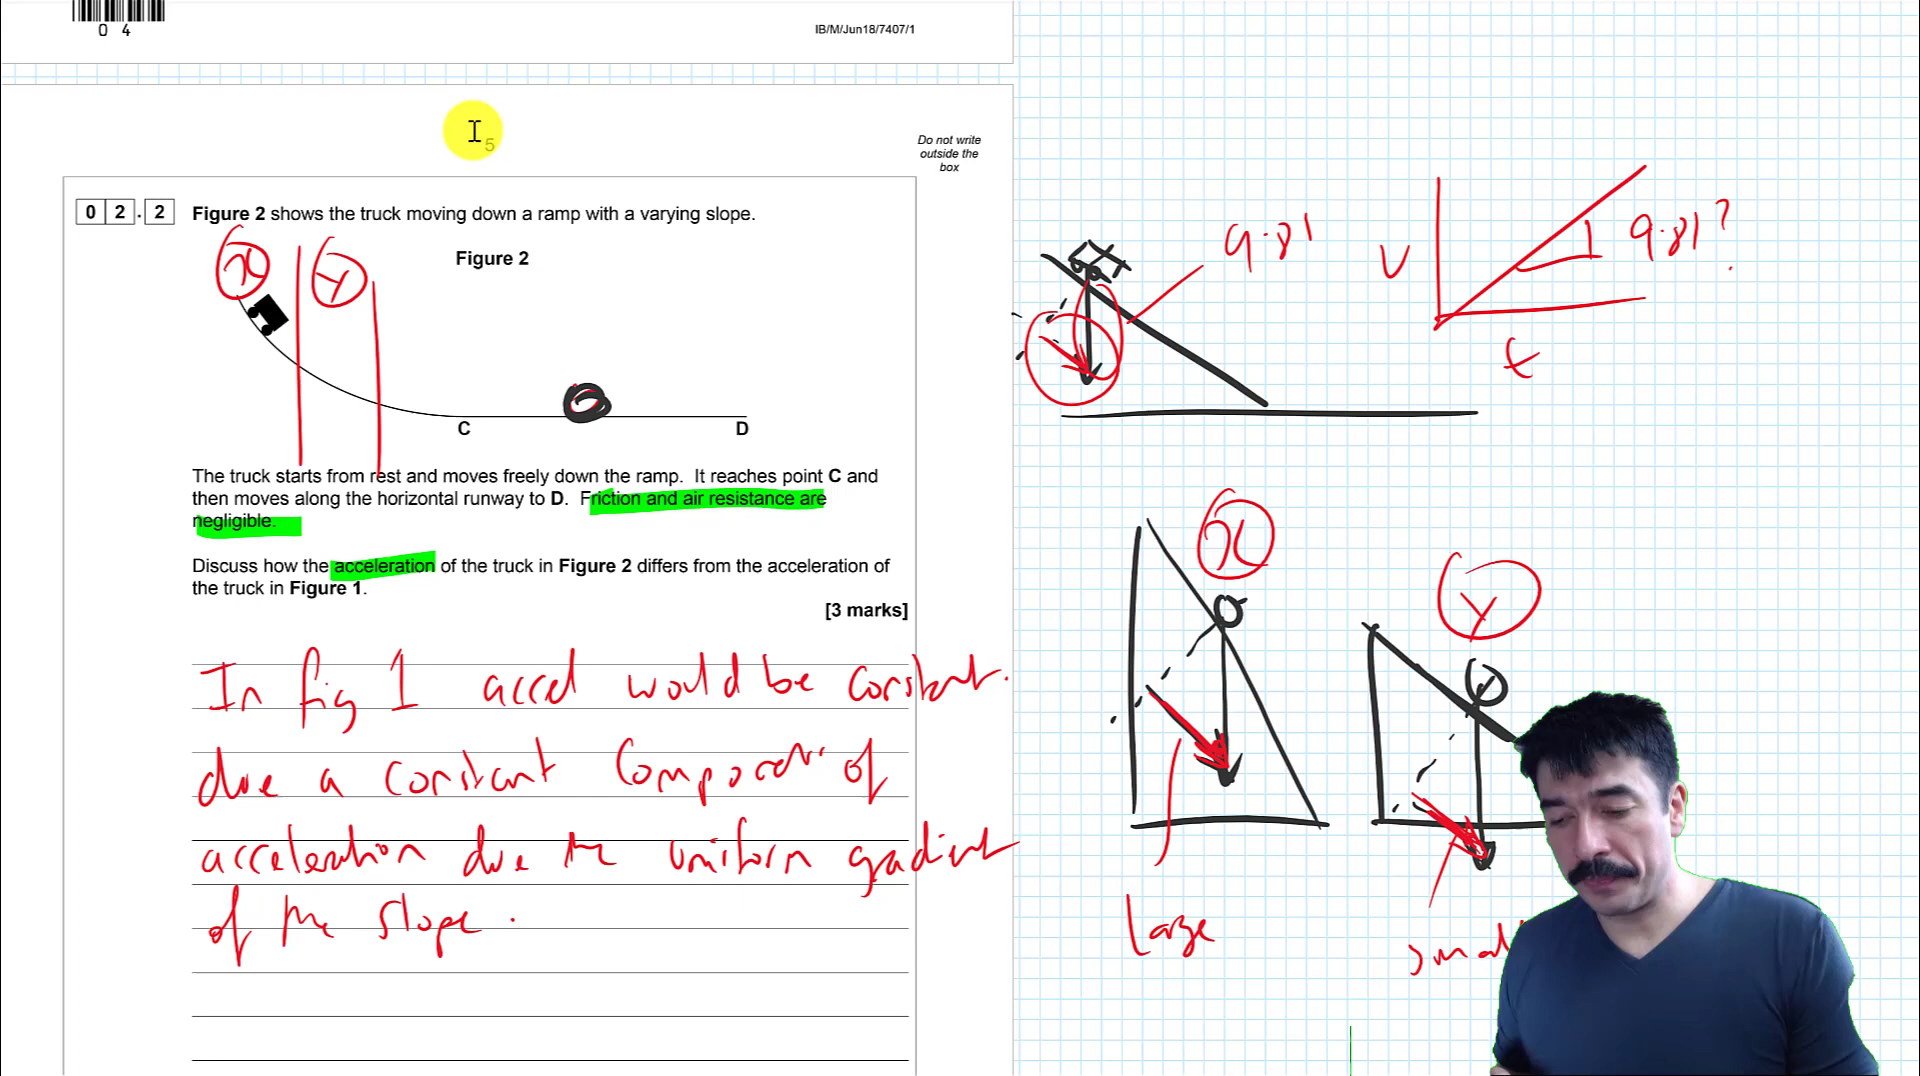 0 4
IB/M/Jun18/7407/1
5
Do not write
outside the
box
0 2 . 2 Figure 2 shows the truck moving down a ramp with a varying slope.
Figure 2
x
y
C
D
The truck starts from rest and moves freely down the ramp. It reaches point C and
then moves along the horizontal runway to D. Friction and air resistance are
negligible.
Discuss how the acceleration of the truck in Figure 2 differs from the acceleration of
the truck in Figure 1.
[3 marks]
In fig 1 accel would be constant.
due a constant component of
acceleration due the uniform gradient
of the slope.
9.81
V
9.81?
t
x
y
large